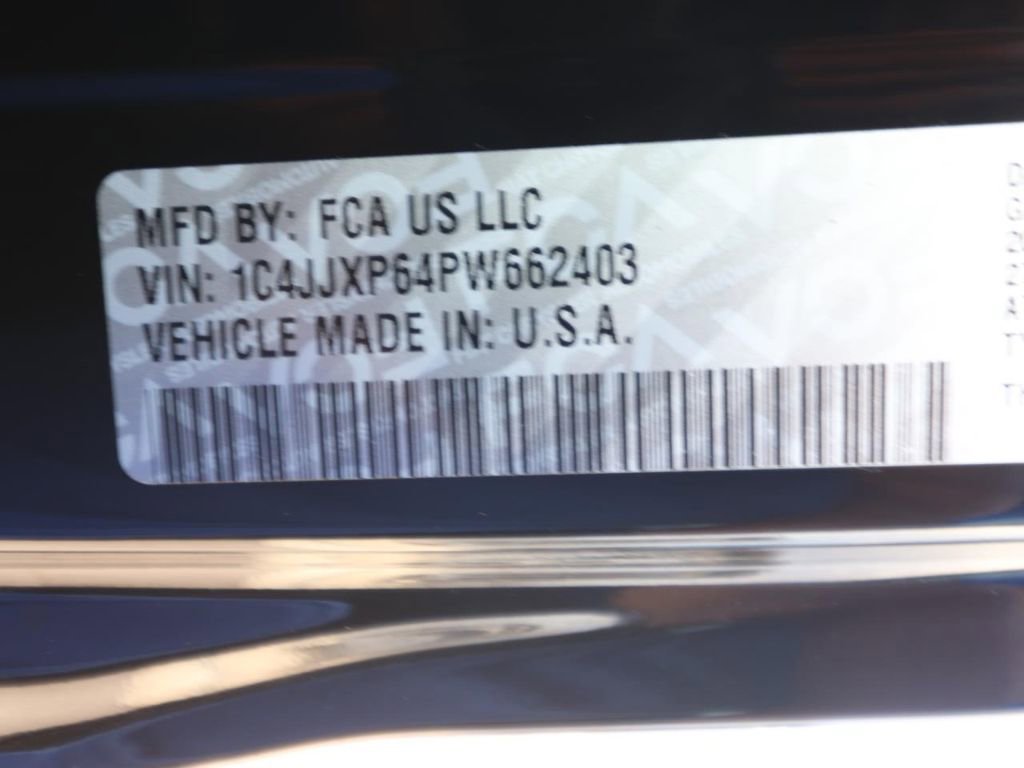 MFD BY: FCA US LLC
VIN: 1C4JJXP64PW662403
VEHICLE MADE IN: U.S.A.